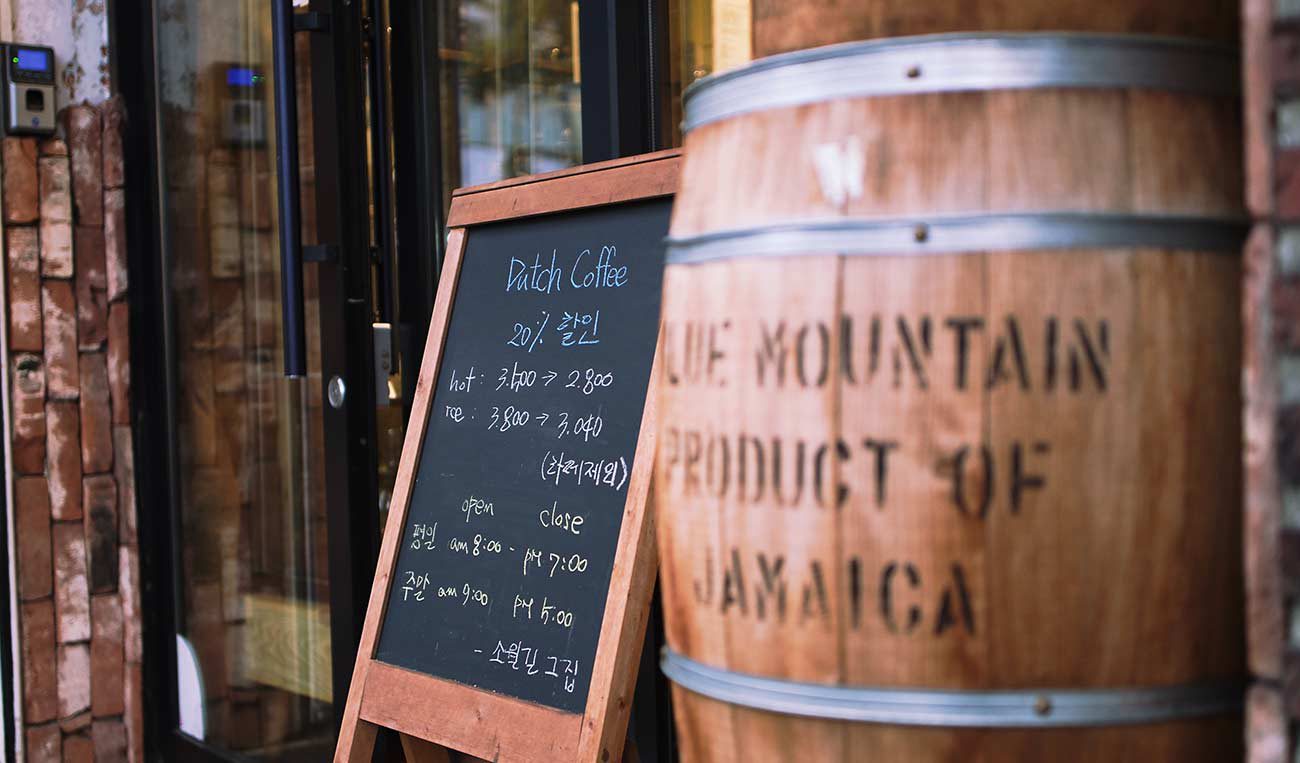 Dutch Coffee
20% 할인
hot : 3.500 → 2.800
ice : 3.800 → 3.040
(라떼제외)
open close
평일 am 8:00 - PM 7:00
주말 am 9:00 PM 5:00
- 소월길 그집
W
LUE MOUNTAIN
PRODUCT OF
JAMAICA